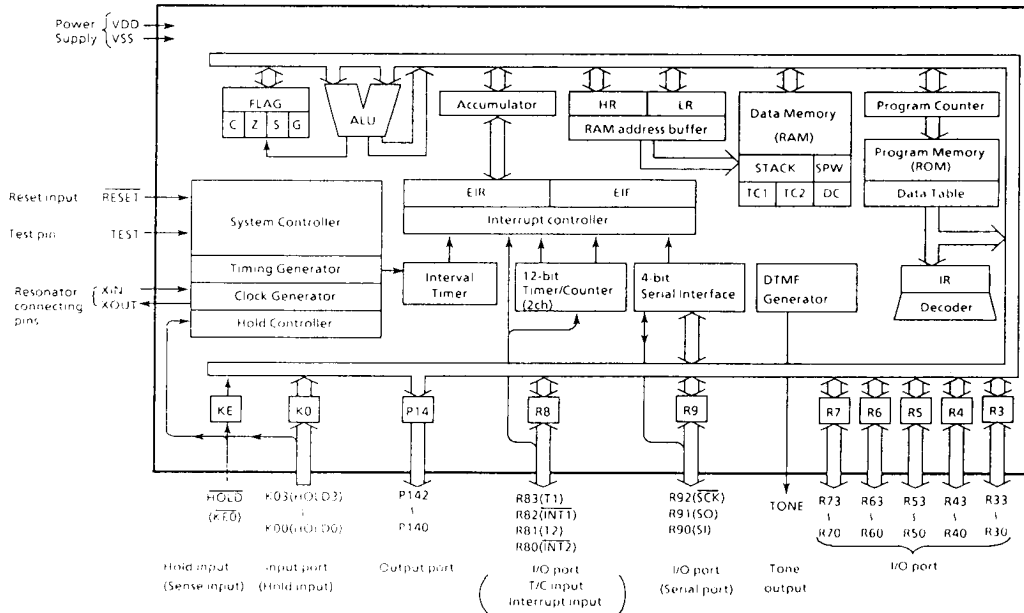 Power VDD
Supply VSS
FLAG
C Z S G
ALU
Accumulator
HR LR
RAM address buffer
Data Memory
(RAM)
STACK SPW
TC1 TC2 DC
Program Counter
Program Memory
(ROM)
Data Table
IR
Decoder
Reset input RESET
Test pin TEST
Resonator
connecting
pins
XIN
XOUT
System Controller
Timing Generator
Clock Generator
Hold Controller
EIR EIF
Interrupt controller
Interval
Timer
12-bit
Timer/Counter
(2ch)
4-bit
Serial Interface
DTMF
Generator
KE K0 P14 R8 R9 R7 R6 R5 R4 R3
HOLD
(KE0)
K03(HOLD3)
~
K00(HOLD0)
P142
~
P140
R83(T1)
R82(INT1)
R81(T2)
R80(INT2)
R92(SCK)
R91(SO)
R90(SI)
TONE
R73 R63 R53 R43 R33
~ ~ ~ ~ ~
R70 R60 R50 R40 R30
Hold input
(Sense input)
Input port
(Hold input)
Output port
I/O port
T/C input
Interrupt input
I/O port
(Serial port)
Tone
output
I/O port